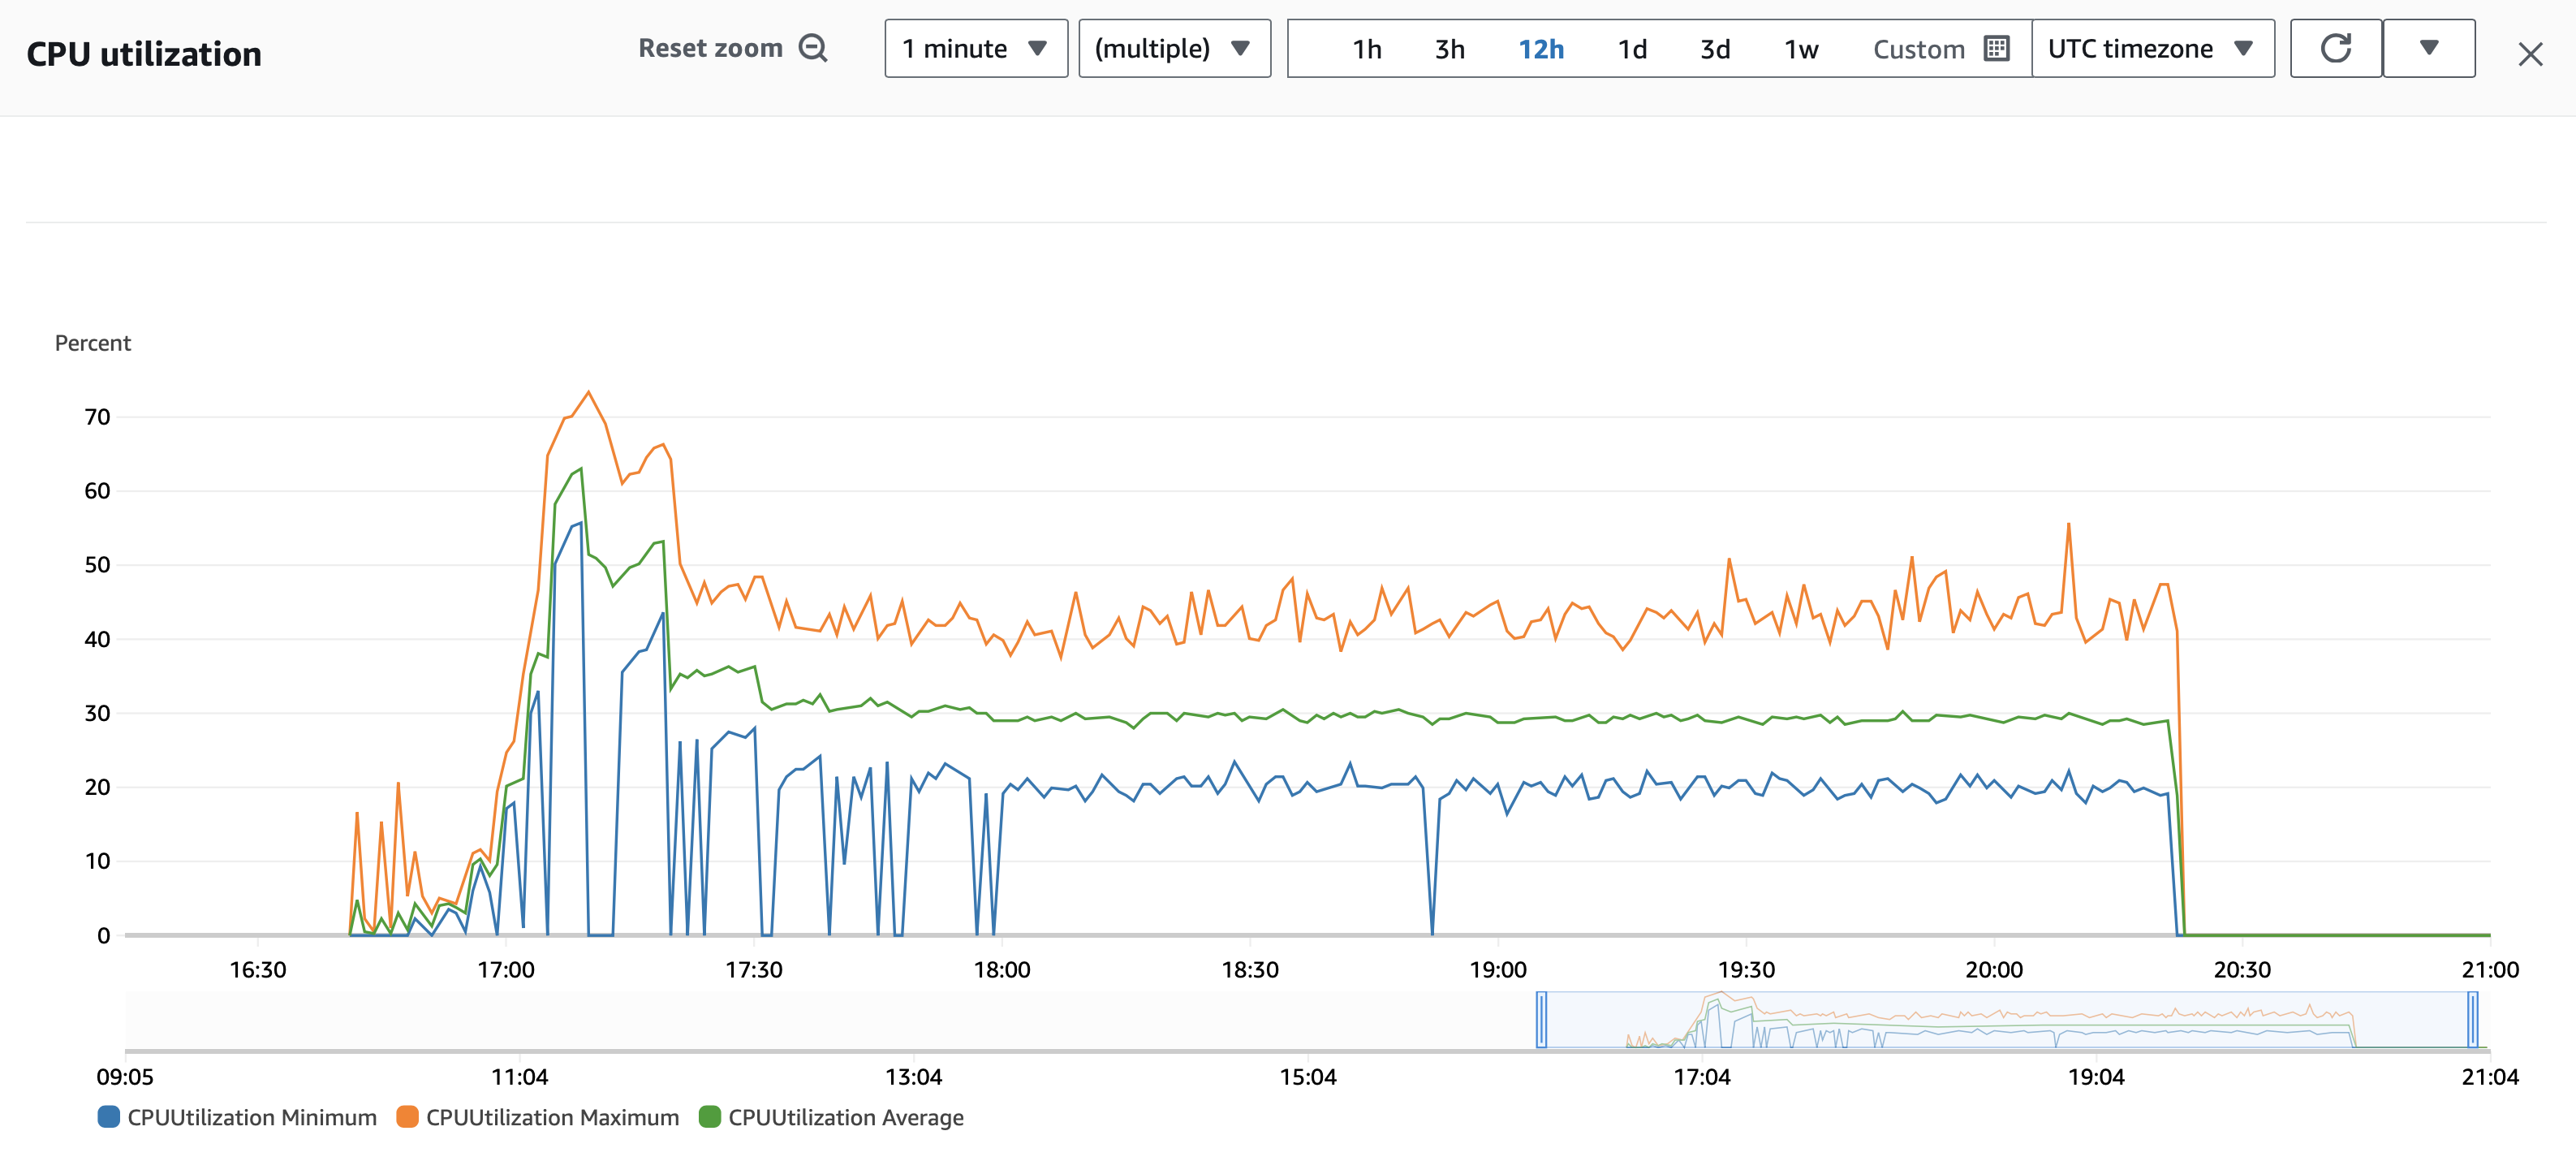 CPU utilization Reset zoom 1 minute (multiple) 1h 3h 12h 1d 3d 1w Custom UTC timezone
Percent
70
60
50
40
30
20
10
0
16:30 17:00 17:30 18:00 18:30 19:00 19:30 20:00 20:30 21:00
09:05 11:04 13:04 15:04 17:04 19:04 21:04
CPUUtilization Minimum CPUUtilization Maximum CPUUtilization Average